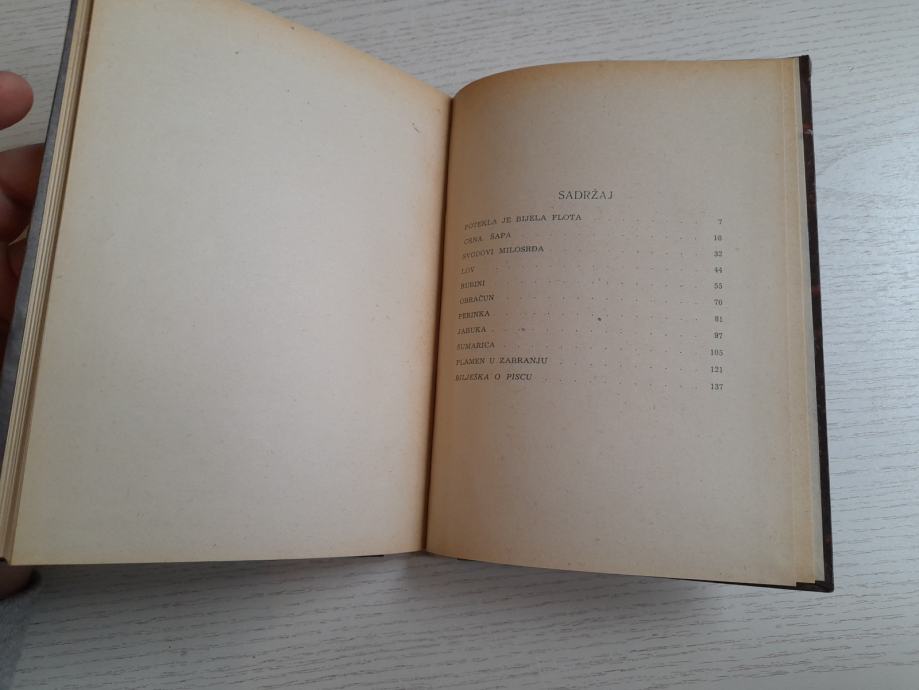 SADRŽAJ
POTEKLA JE BIJELA FLOTA . . . . . . . . 7
CRNA ŠAPA . . . . . . . . 18
SVODOVI MILOSRĐA . . . . . . . . 32
LOV . . . . . . . . 44
RUBINI . . . . . . . . 55
OBRAČUN . . . . . . . . 70
PERINKA . . . . . . . . 81
JABUKA . . . . . . . . 97
ŠUMARICA . . . . . . . . 105
PLAMEN U ZABRANJU . . . . . . . . 121
BILJEŠKA O PISCU . . . . . . . . 137